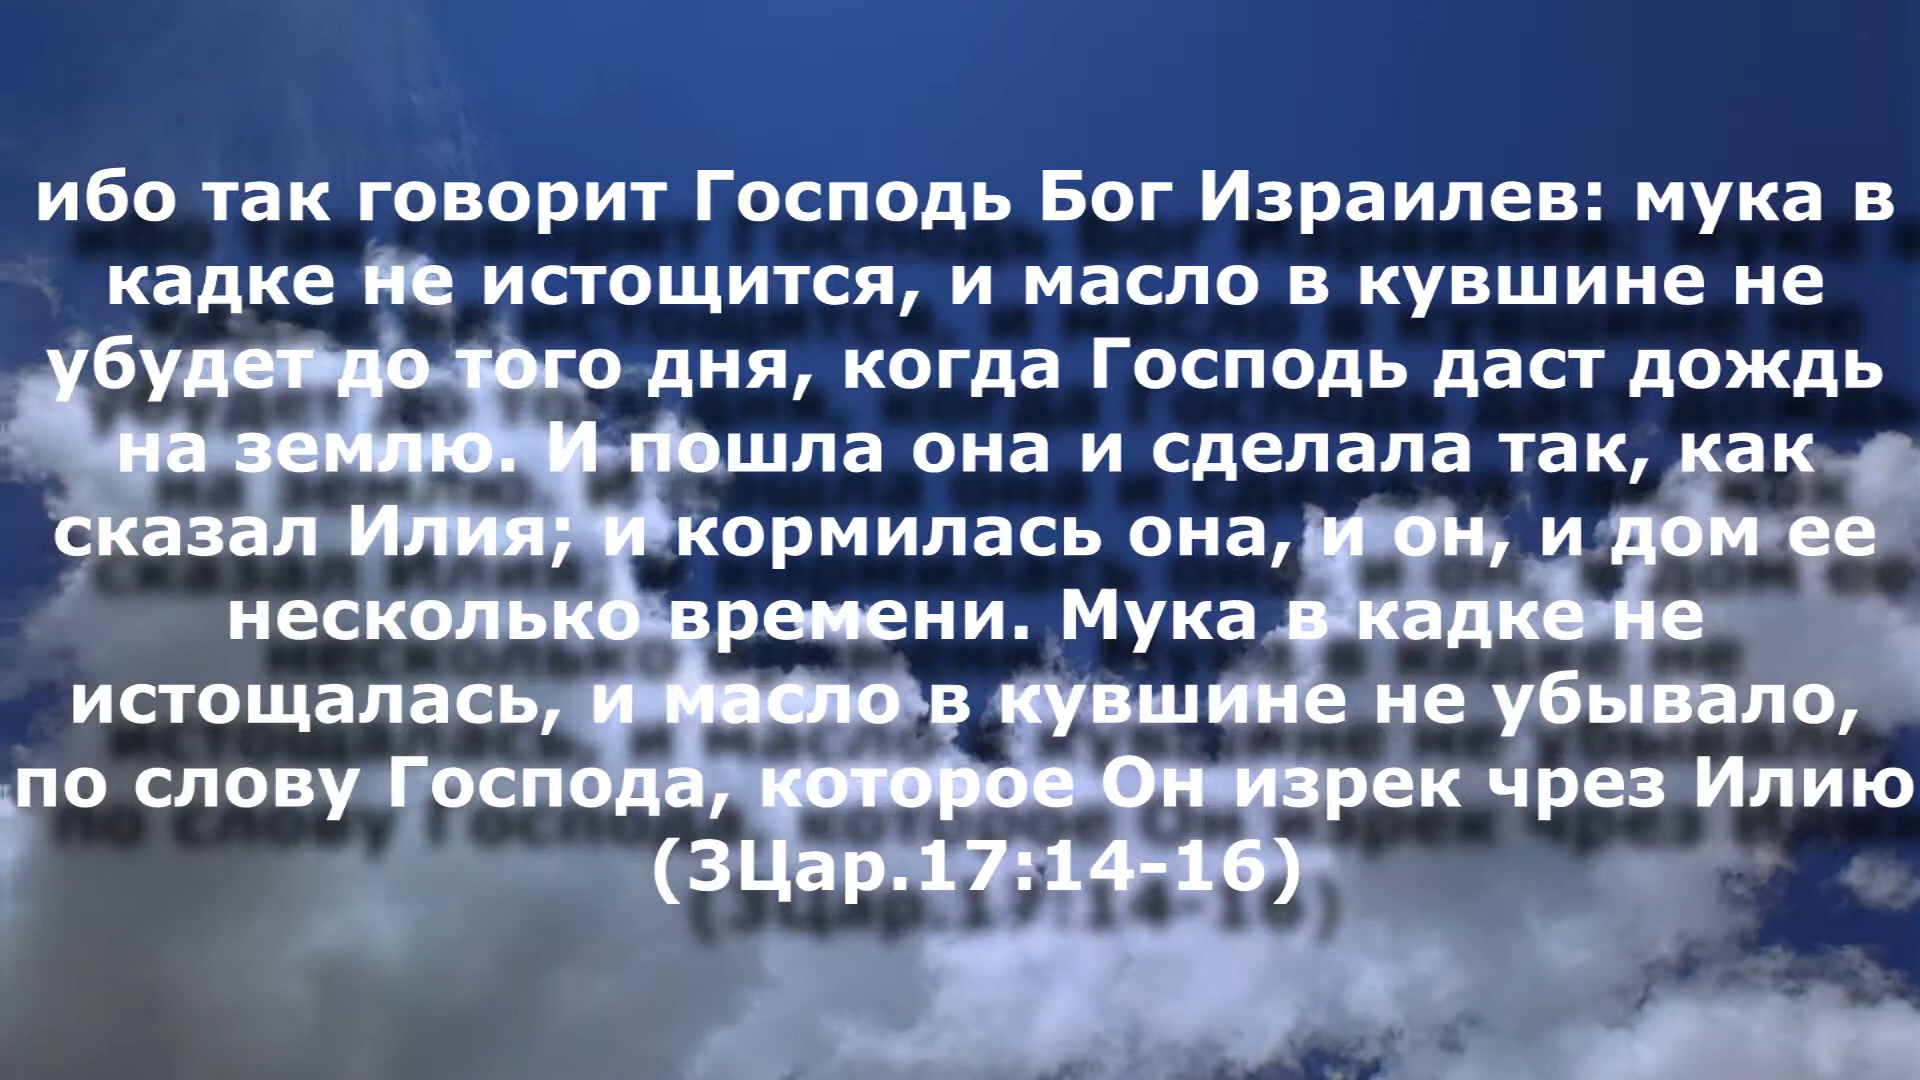 ибо так говорит Господь Бог Израилев: мука в
кадке не истощится, и масло в кувшине не
убудет до того дня, когда Господь даст дождь
на землю. И пошла она и сделала так, как
сказал Илия; и кормилась она, и он, и дом ее
несколько времени. Мука в кадке не
истощалась, и масло в кувшине не убывало,
по слову Господа, которое Он изрек чрез Илию
(3Цар.17:14-16)